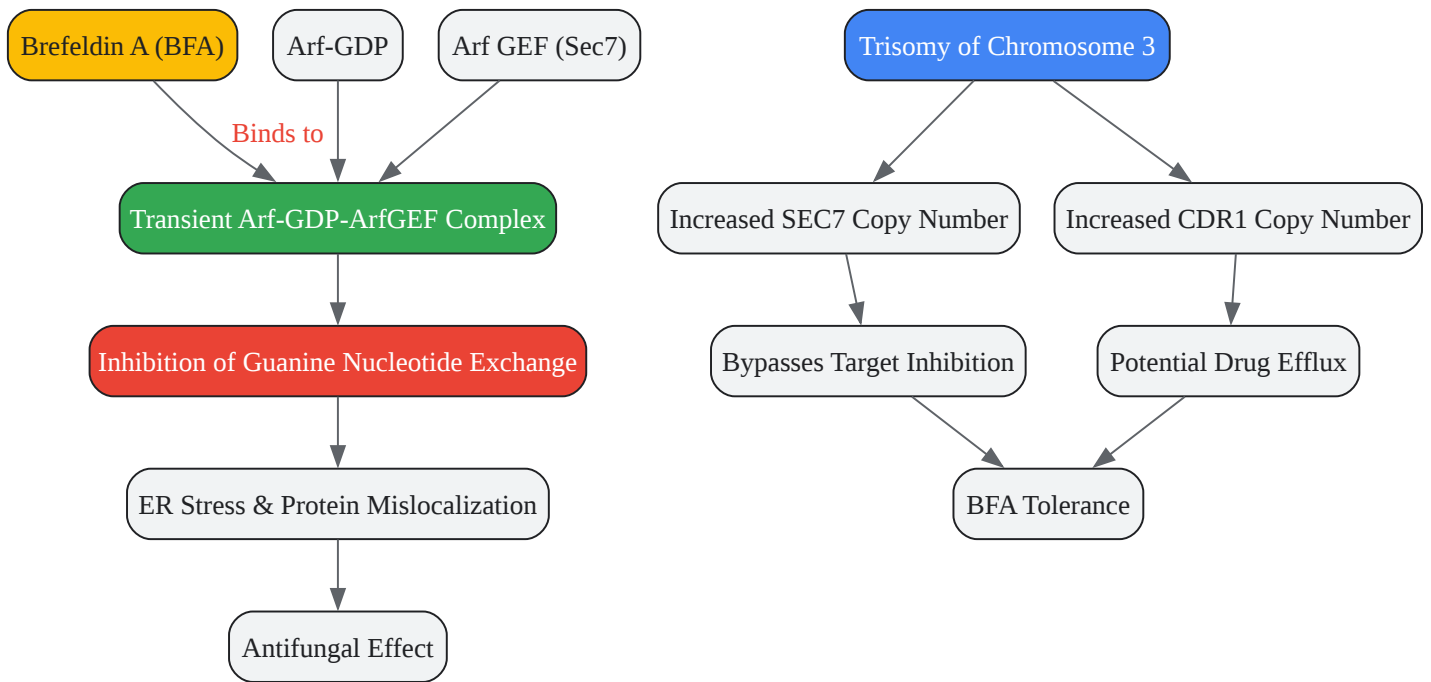 Brefeldin A (BFA)
Arf-GDP
Arf GEF (Sec7)
Trisomy of Chromosome 3
Binds to
Transient Arf-GDP-ArfGEF Complex
Increased SEC7 Copy Number
Increased CDR1 Copy Number
Inhibition of Guanine Nucleotide Exchange
Bypasses Target Inhibition
Potential Drug Efflux
ER Stress & Protein Mislocalization
BFA Tolerance
Antifungal Effect